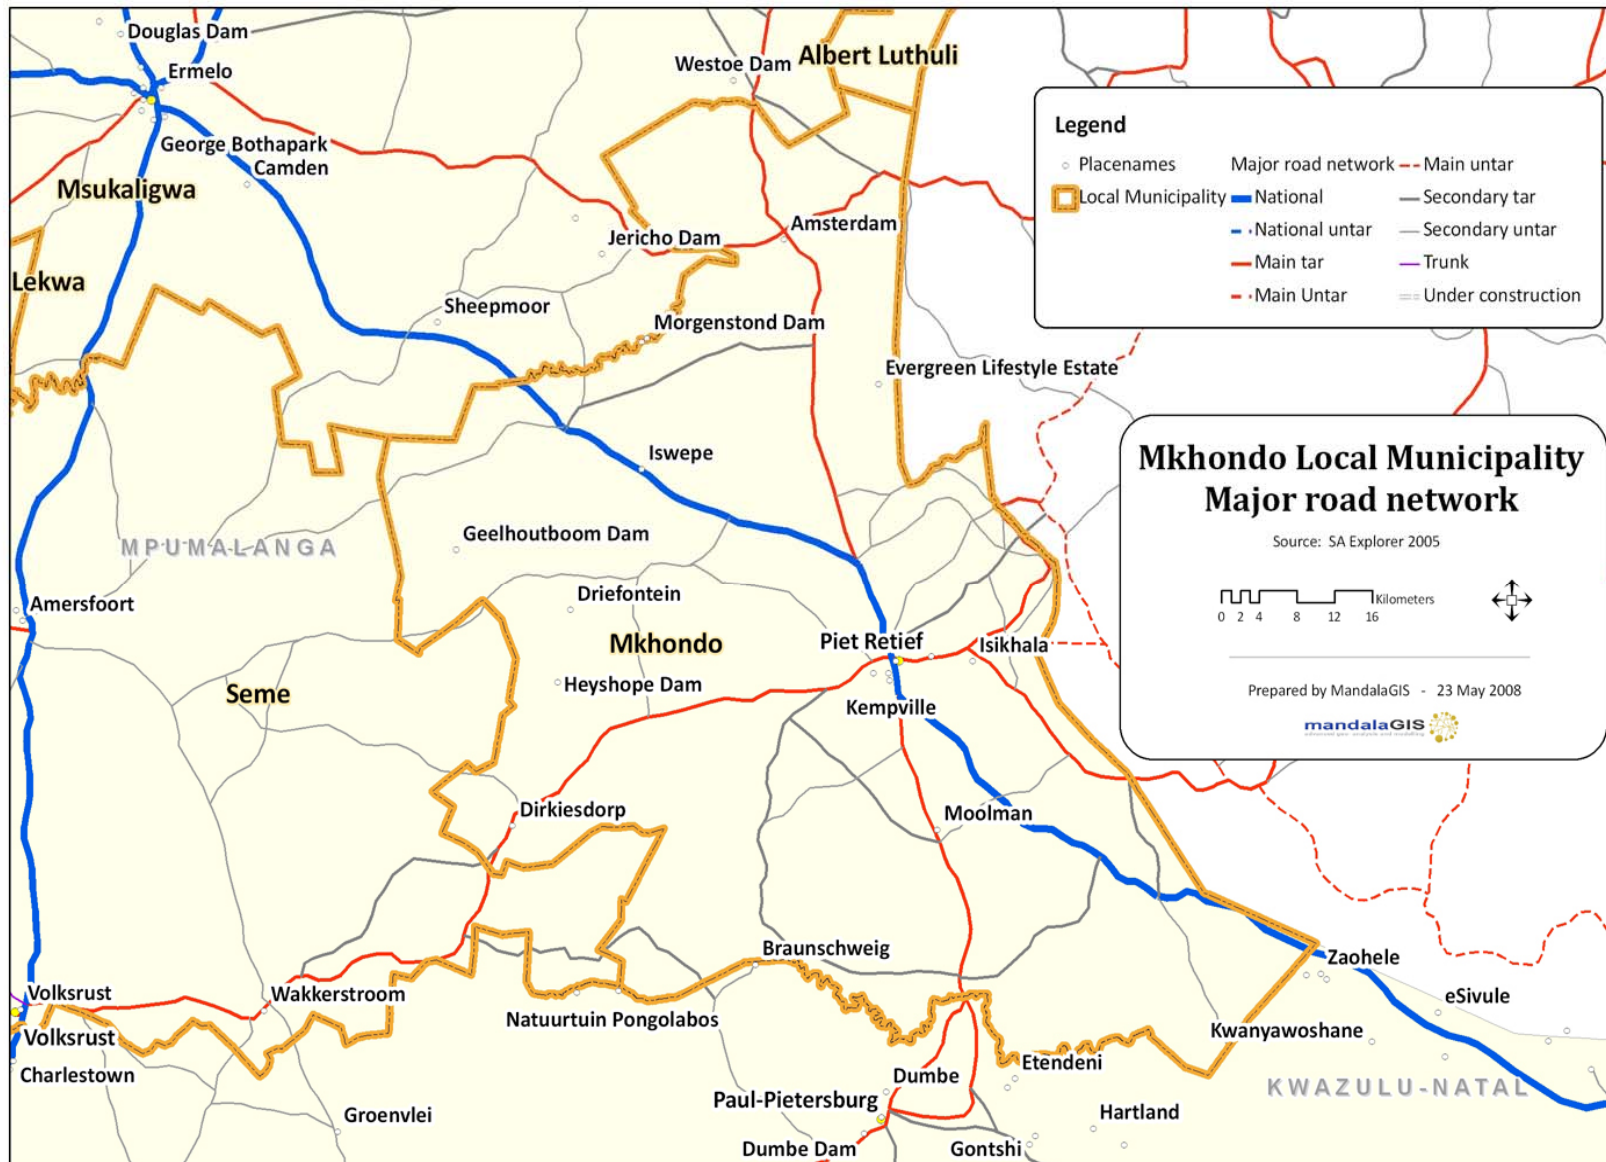 Douglas Dam
Ermelo
Westoe Dam
Albert Luthuli
George Bothapark
Camden
Msukaligwa
Jericho Dam
Amsterdam
Lekwa
Sheepmoor
Morgenstond Dam
Evergreen Lifestyle Estate
Iswepe
MPUMALANGA
Geelhoutboom Dam
Amersfoort
Driefontein
Mkhondo
Piet Retief
Isikhala
Seme
Heyshope Dam
Kempville
Dirkiesdorp
Moolman
Braunschweig
Zaohele
Volksrust
Wakkerstroom
eSivule
Natuurtuin Pongolabos
Kwanyawoshane
Volksrust
Charlestown
Dumbe
Etendeni
KWAZULU-NATAL
Groenvlei
Paul-Pietersburg
Hartland
Dumbe Dam
Gontshi
Legend
Placenames
Local Municipality
Major road network
National
National untar
Main tar
Main Untar
Main untar
Secondary tar
Secondary untar
Trunk
Under construction
Mkhondo Local Municipality
Major road network
Source: SA Explorer 2005
Kilometers
0 2 4 8 12 16
Prepared by MandalaGIS - 23 May 2008
mandalaGIS